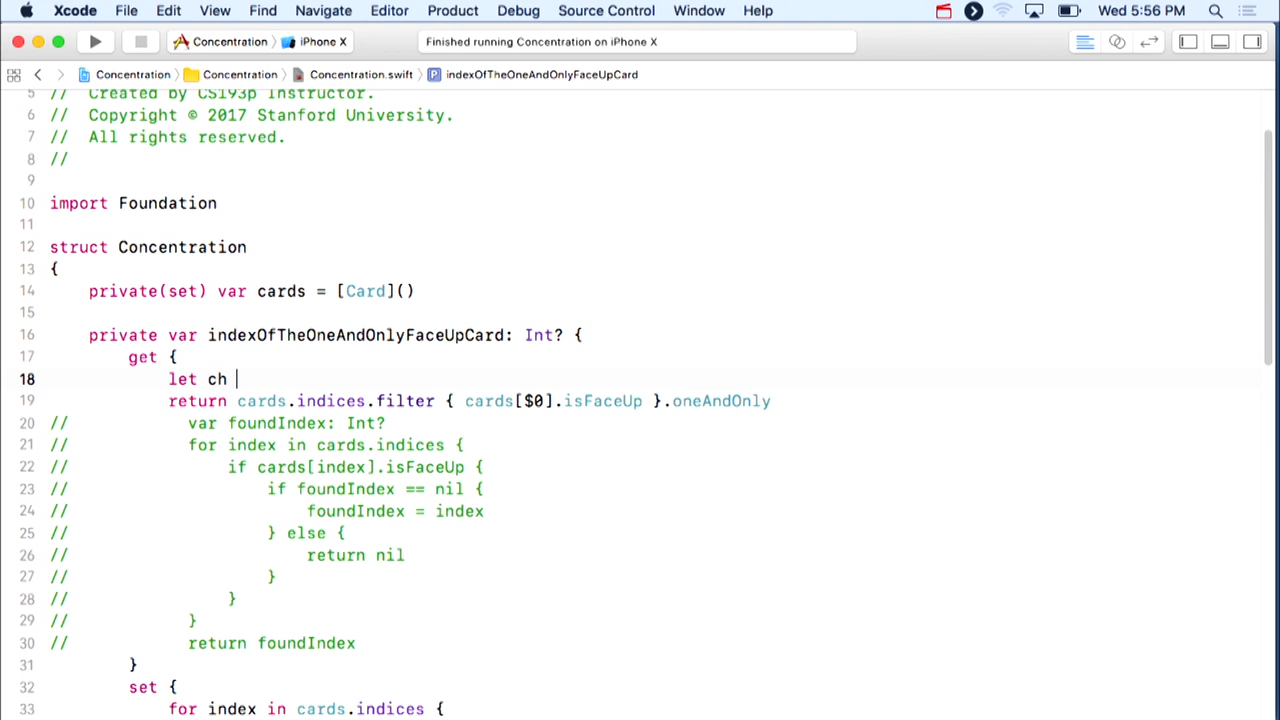 Xcode File Edit View Find Navigate Editor Product Debug Source Control Window Help Wed 5:56 PM
Concentration iPhone X Finished running Concentration on iPhone X
Concentration Concentration Concentration.swift P indexOfTheOneAndOnlyFaceUpCard
5 // Created by CS193p Instructor.
6 // Copyright © 2017 Stanford University.
7 // All rights reserved.
8 //
9
10 import Foundation
11
12 struct Concentration
13 {
14 private(set) var cards = [Card]()
15
16 private var indexOfTheOneAndOnlyFaceUpCard: Int? {
17 get {
18 let ch
19 return cards.indices.filter { cards[$0].isFaceUp }.oneAndOnly
20 // var foundIndex: Int?
21 // for index in cards.indices {
22 // if cards[index].isFaceUp {
23 // if foundIndex == nil {
24 // foundIndex = index
25 // } else {
26 // return nil
27 // }
28 // }
29 // }
30 // return foundIndex
31 }
32 set {
33 for index in cards.indices {